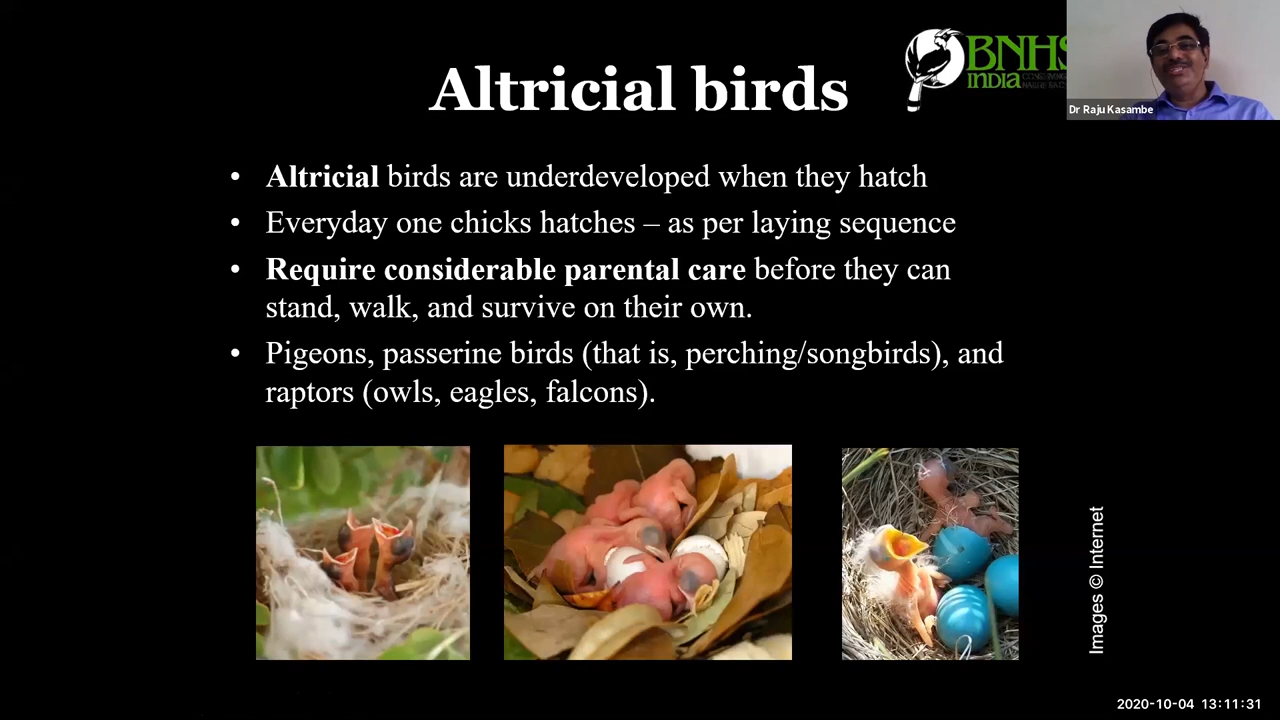 Altricial birds
BNHS
INDIA
Dr Raju Kasambe
• Altricial birds are underdeveloped when they hatch
• Everyday one chicks hatches – as per laying sequence
• Require considerable parental care before they can
stand, walk, and survive on their own.
• Pigeons, passerine birds (that is, perching/songbirds), and
raptors (owls, eagles, falcons).
Images © Internet
2020-10-04 13:11:31